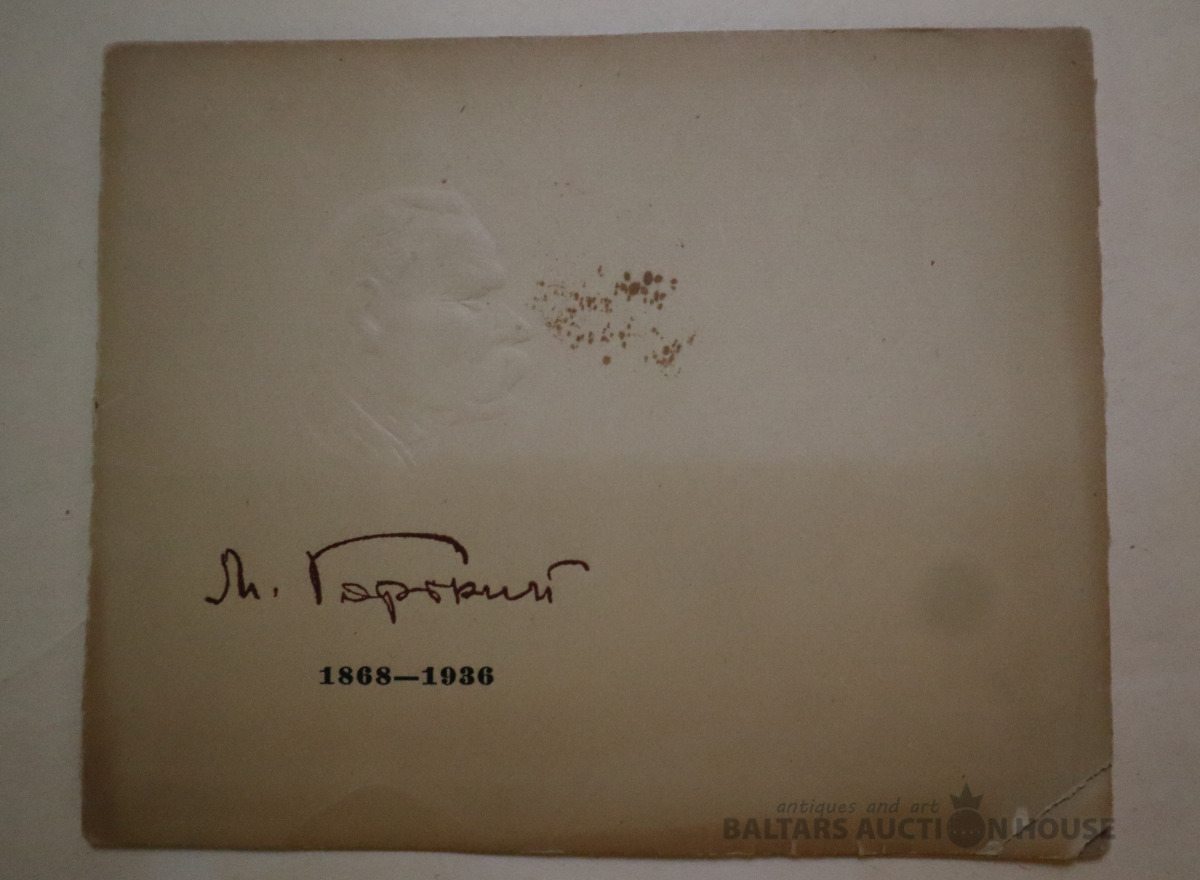 М. Горький
1868—1936
antiques and art
BALTARS AUCTION HOUSE